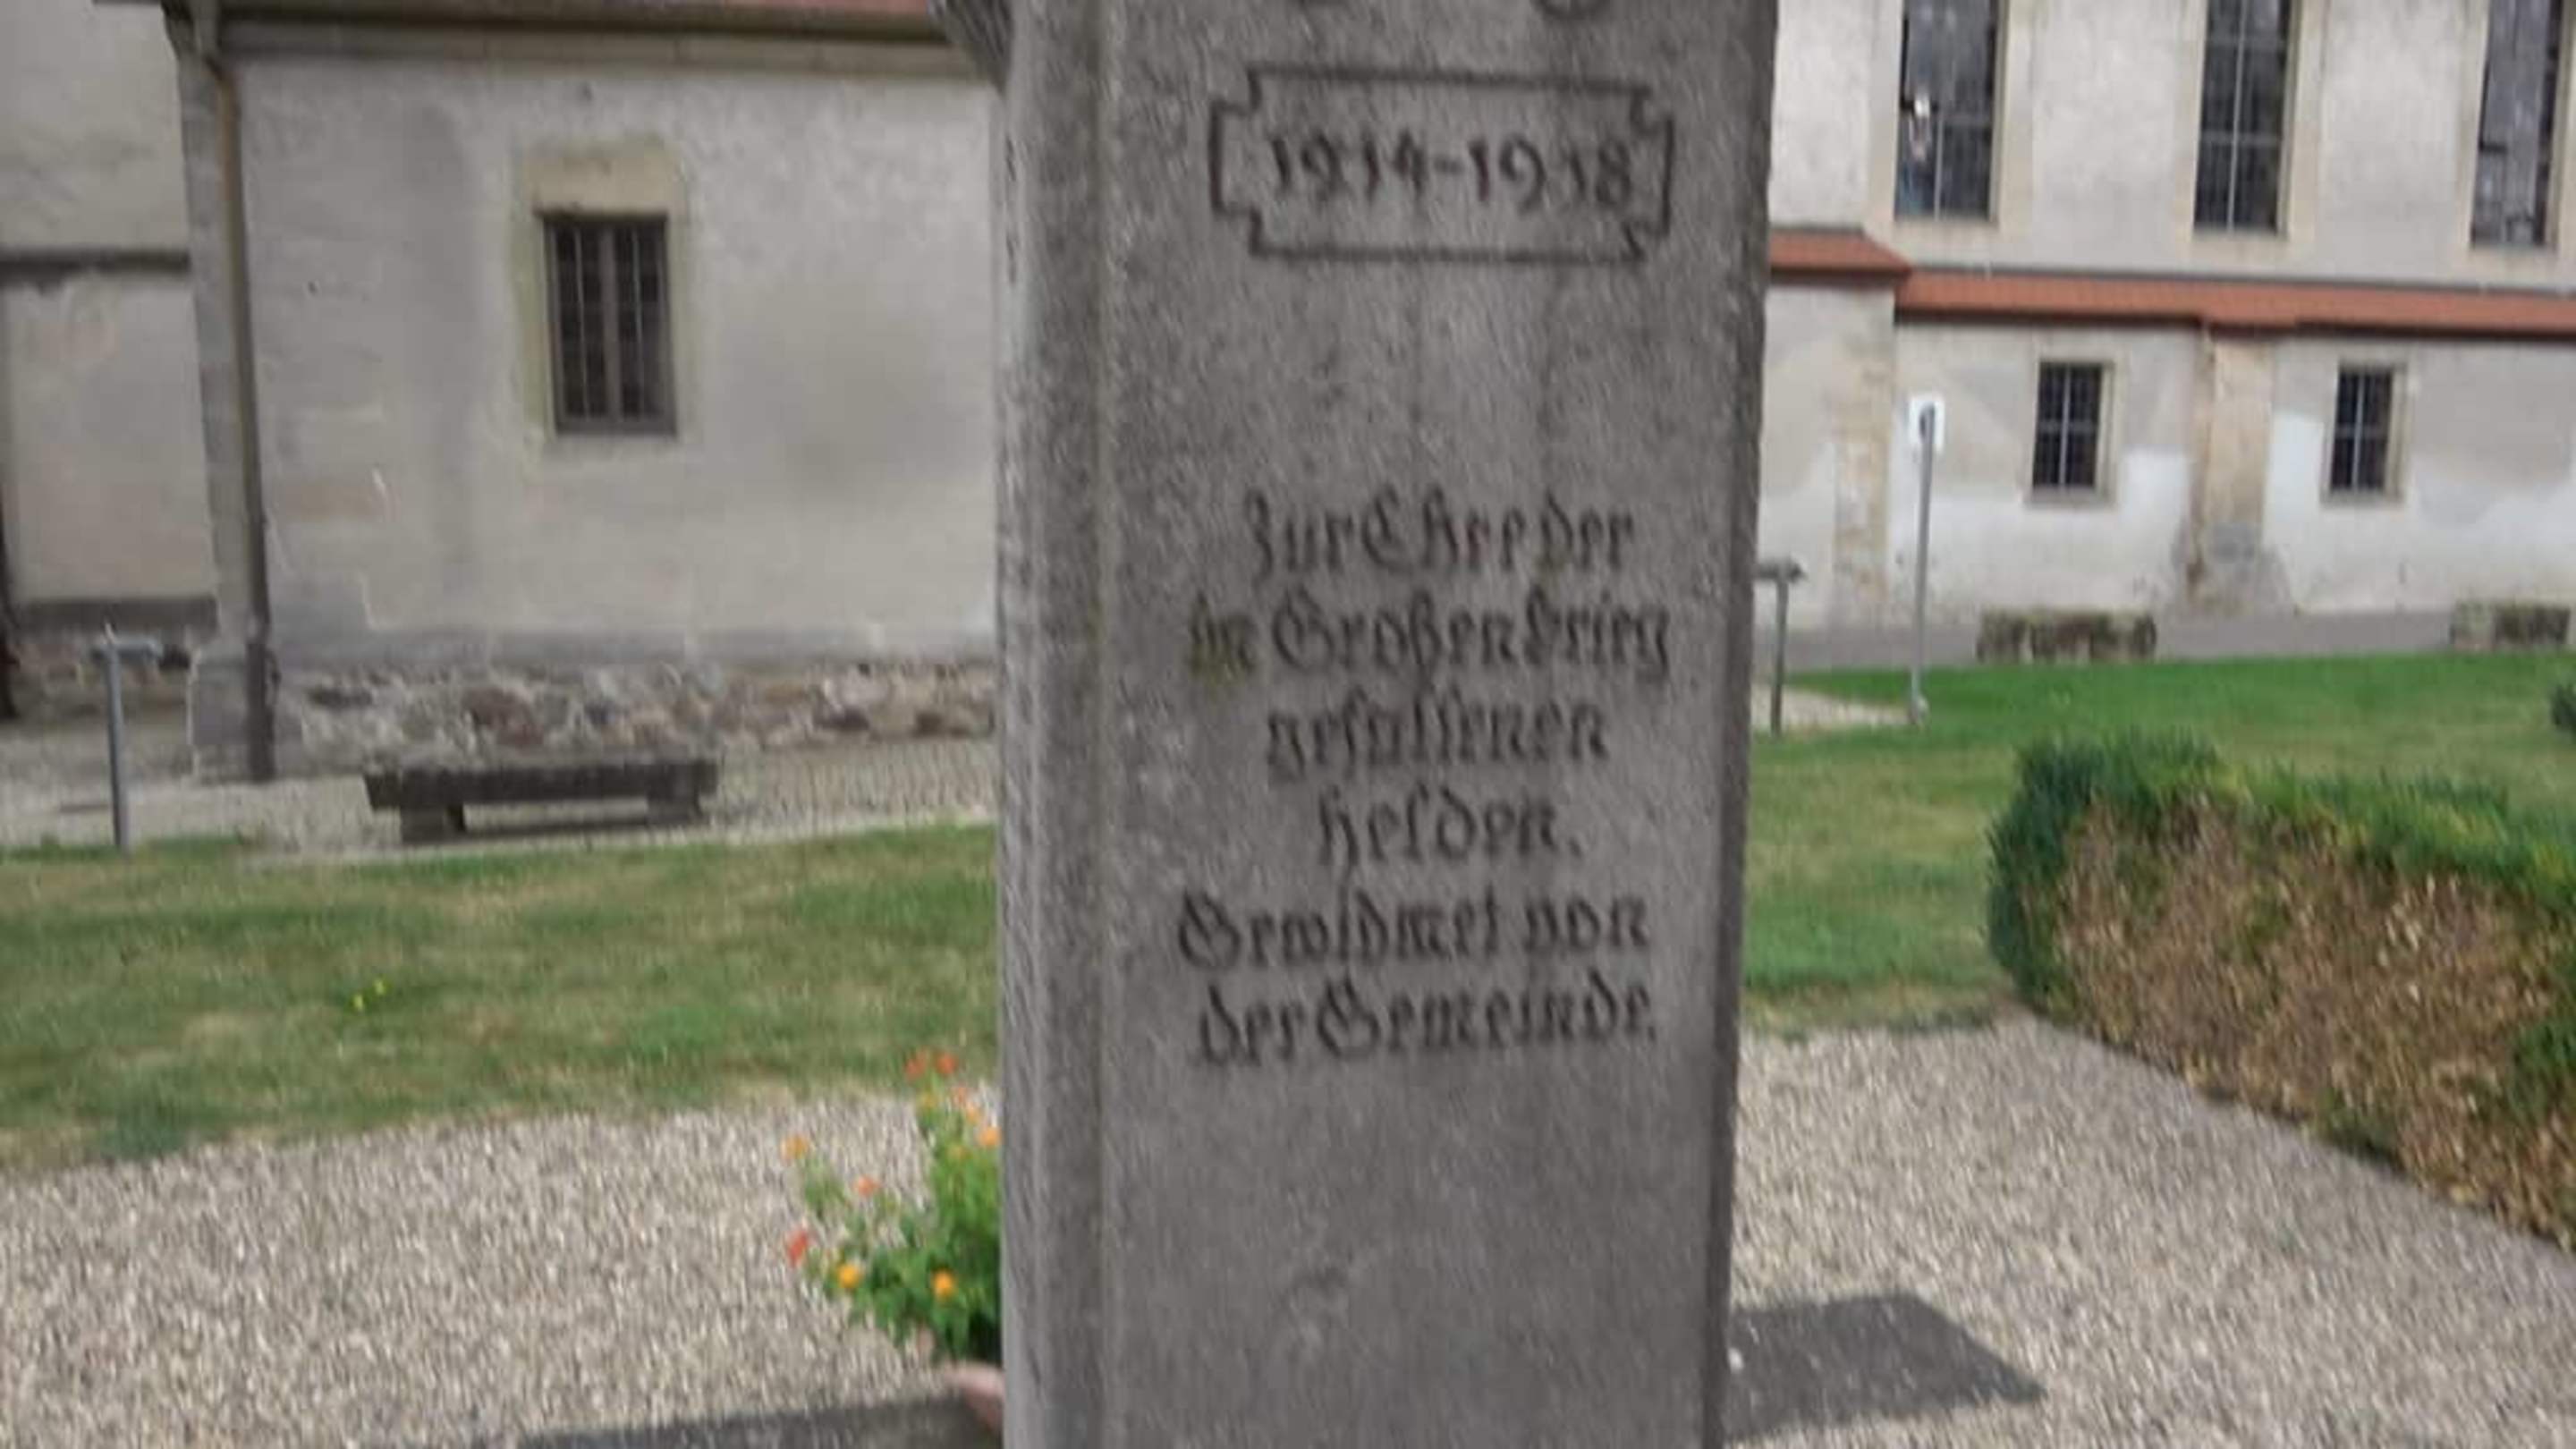 1914-1918
Zur Ehre der
im Großen Krieg
gefallenen
Helden.
Gewidmet von
der Gemeinde.